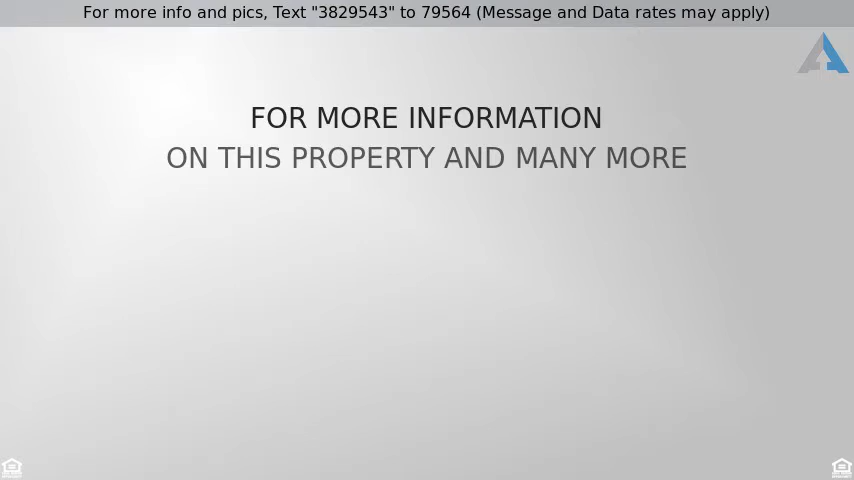 For more info and pics, Text "3829543" to 79564 (Message and Data rates may apply)
FOR MORE INFORMATION
ON THIS PROPERTY AND MANY MORE